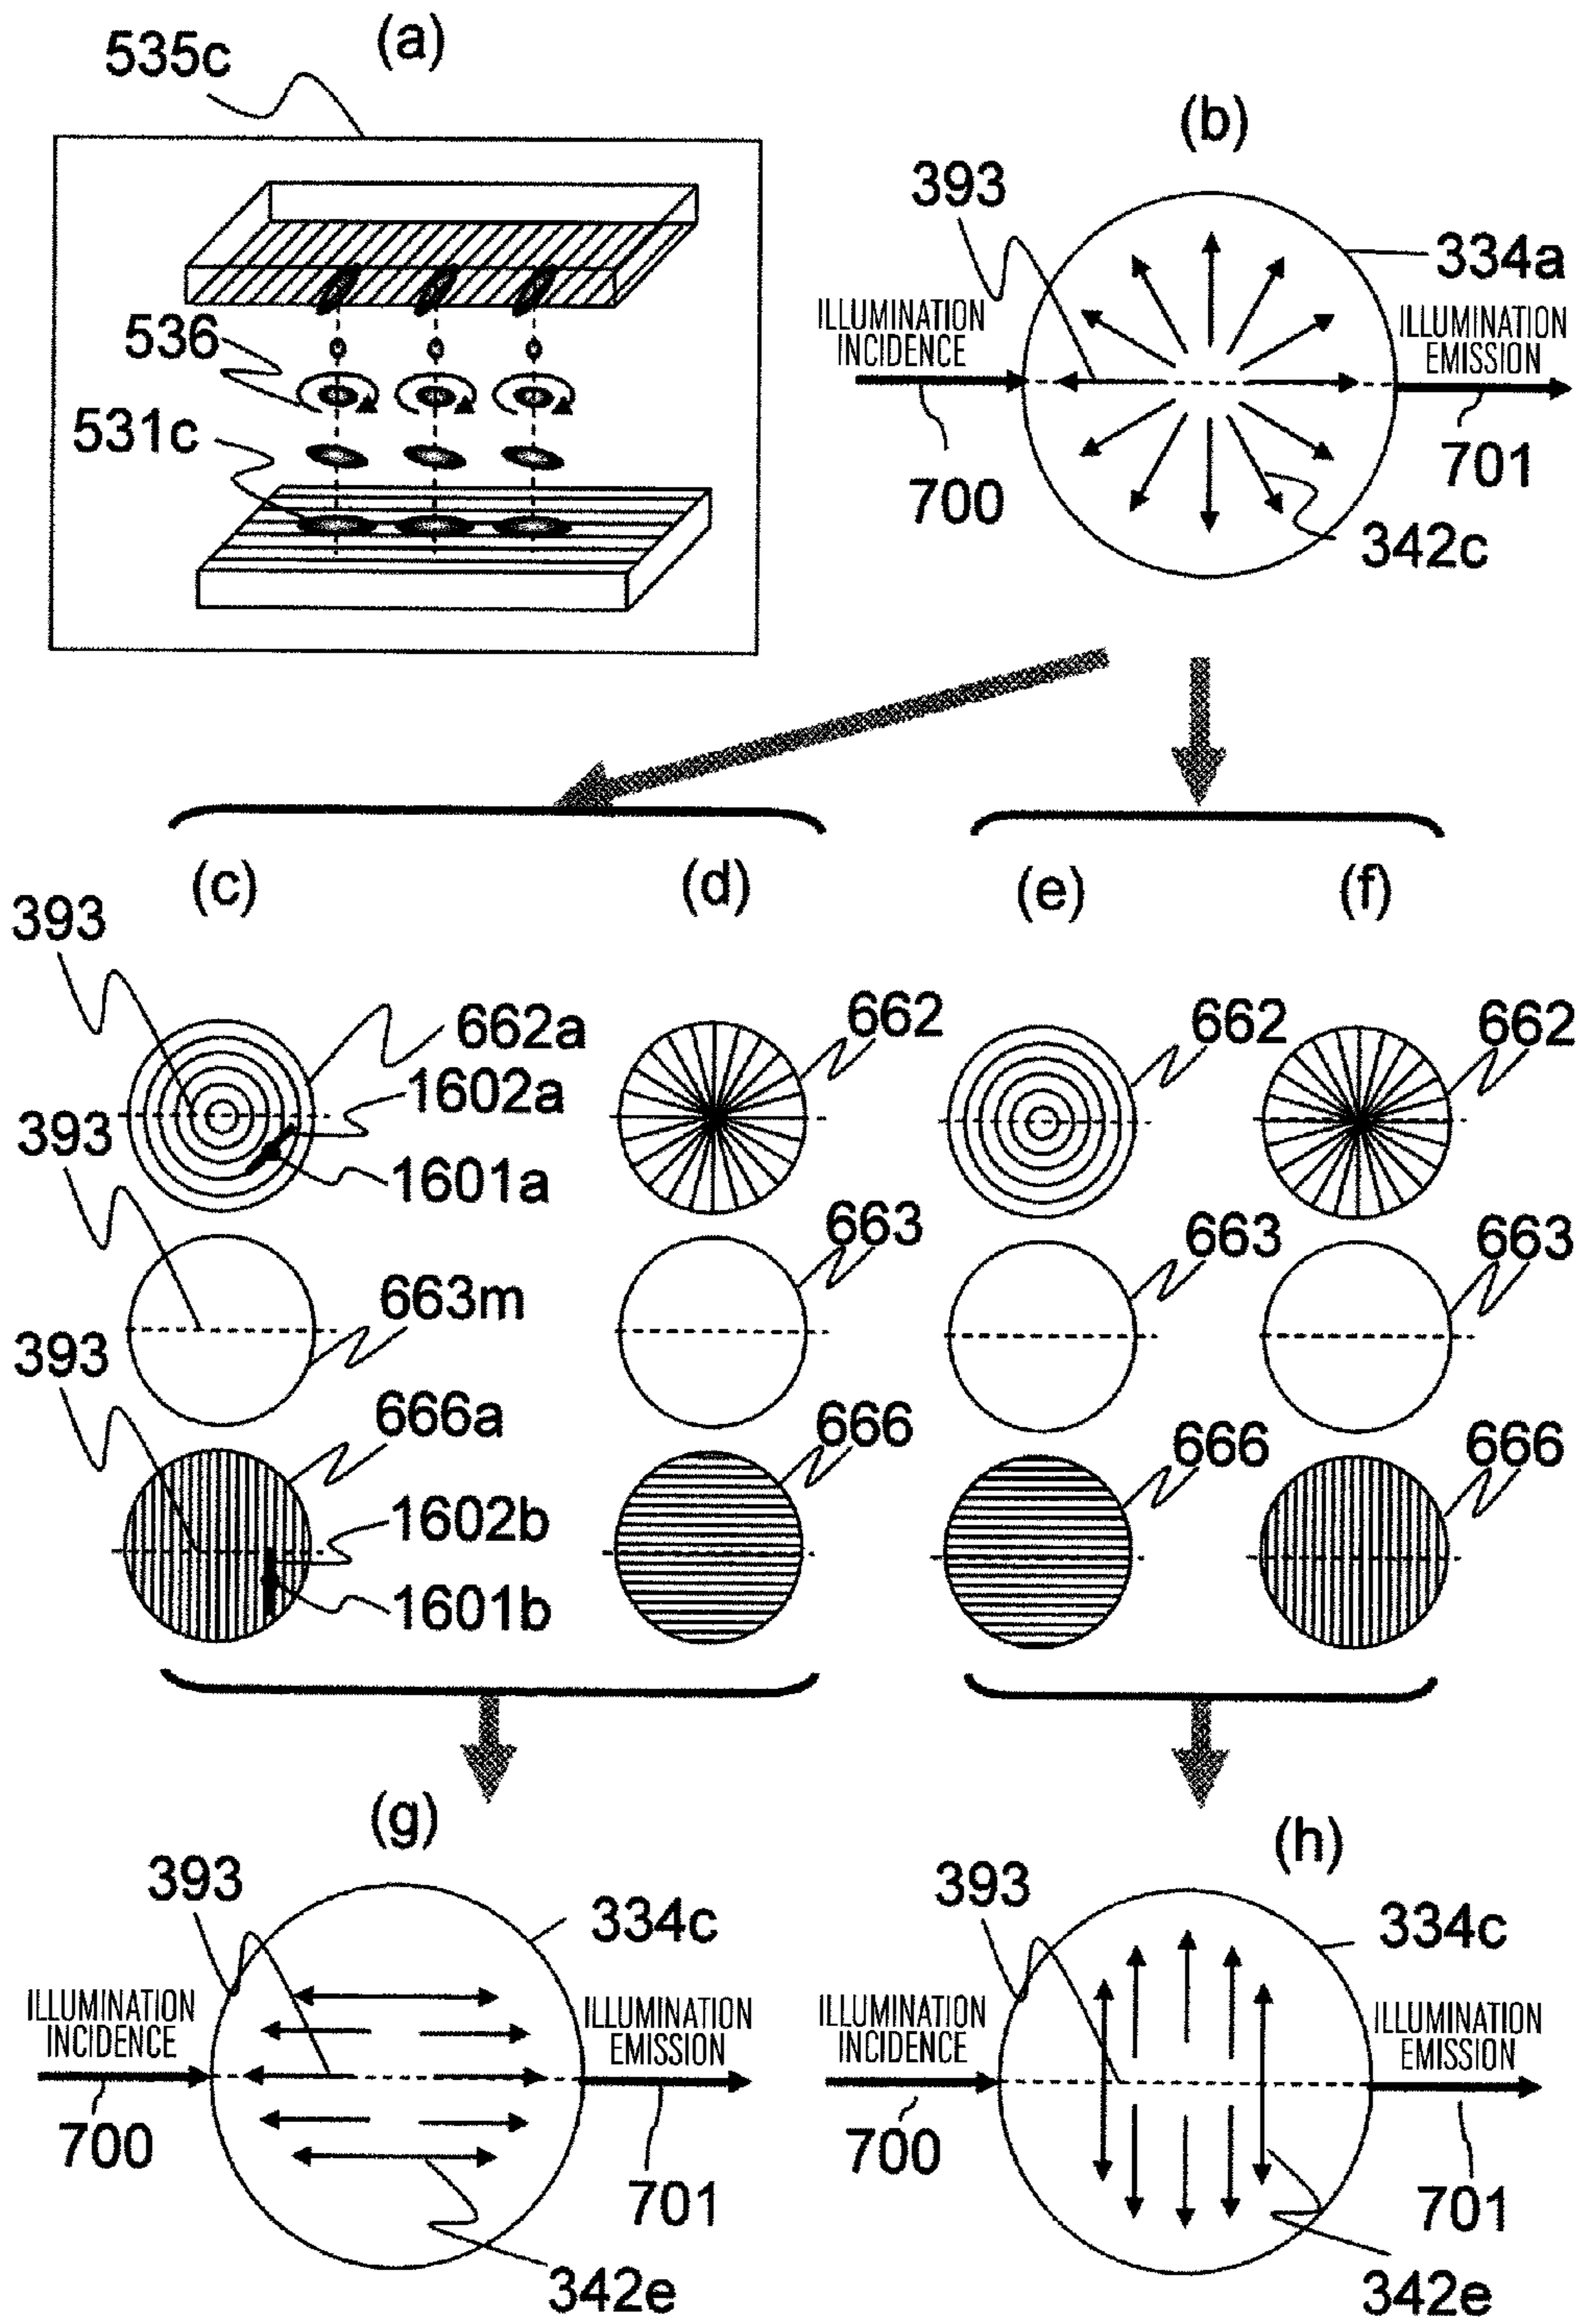 (a)
535c
536
531c
(b)
393
334a
ILLUMINATION
INCIDENCE
ILLUMINATION
EMISSION
700
701
342c
(c)
(d)
(e)
(f)
393
662a
1602a
1601a
662
662
662
393
663m
663
663
663
393
666a
1602b
1601b
666
666
666
(g)
393
334c
ILLUMINATION
INCIDENCE
ILLUMINATION
EMISSION
700
701
342e
(h)
393
334c
ILLUMINATION
INCIDENCE
ILLUMINATION
EMISSION
700
701
342e